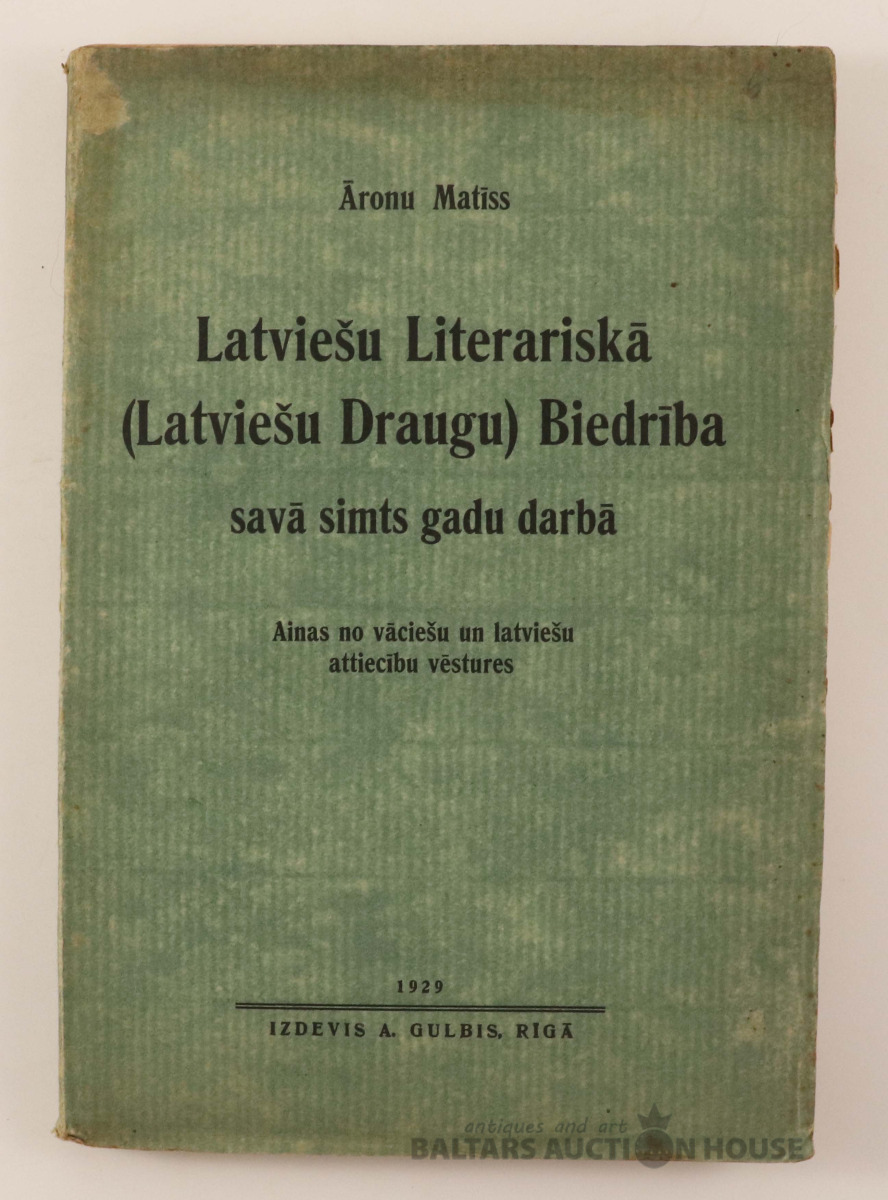 Āronu Matīss
Latviešu Literariskā
(Latviešu Draugu) Biedrība
savā simts gadu darbā
Ainas no vāciešu un latviešu
attiecību vēstures
1929
IZDEVIS A. GULBIS, RĪGĀ
antiques and art
BALTARS AUCTION HOUSE